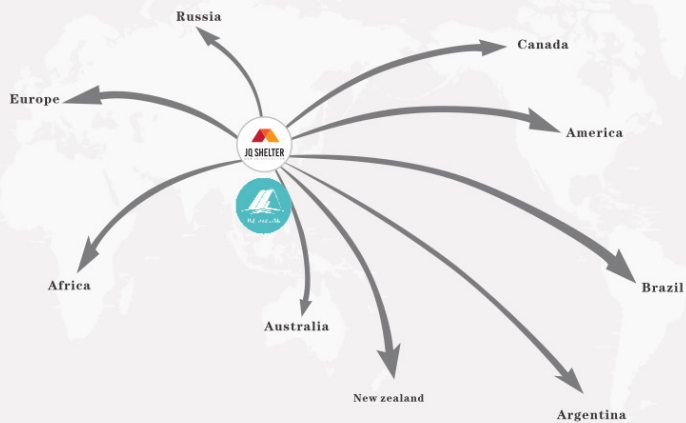 Russia
Canada
Europe
America
JQ SHELTER
Africa
Brazil
Australia
New zealand
Argentina